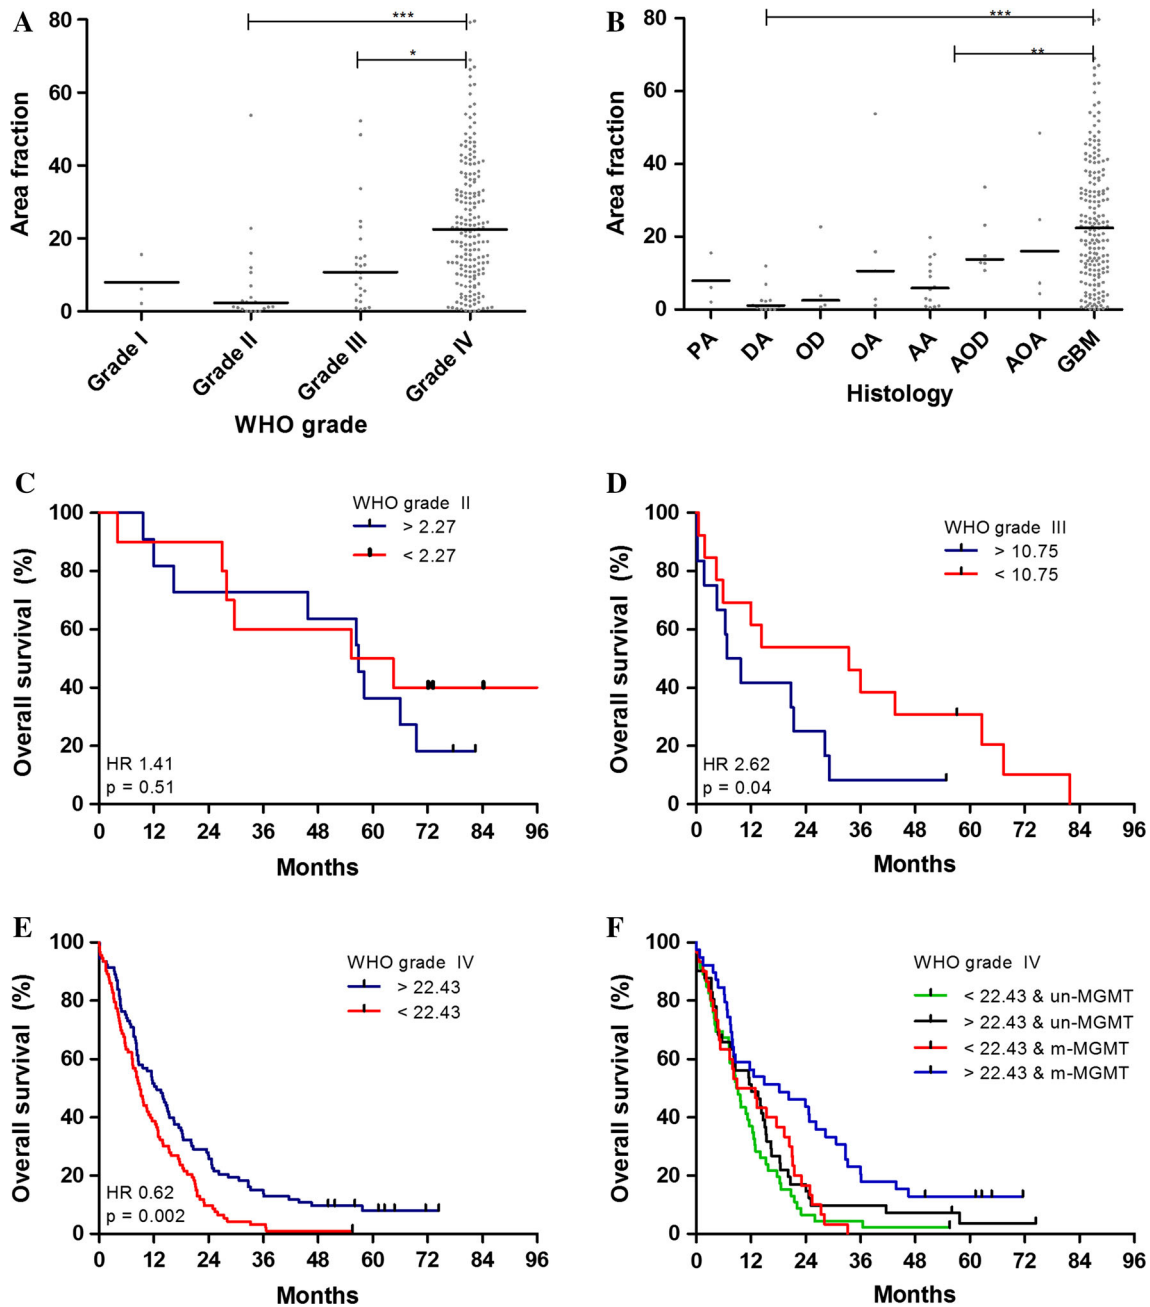 A
Area fraction
80
60
40
20
0
***
*
Grade I
Grade II
Grade III
Grade IV
WHO grade
B
Area fraction
80
60
40
20
0
***
**
PA
DA
OD
OA
AA
AOD
AOA
GBM
Histology
C
Overall survival (%)
100
80
60
40
20
0
WHO grade II
> 2.27
< 2.27
HR 1.41
p = 0.51
0 12 24 36 48 60 72 84 96
Months
D
Overall survival (%)
100
80
60
40
20
0
WHO grade III
> 10.75
< 10.75
HR 2.62
p = 0.04
0 12 24 36 48 60 72 84 96
Months
E
Overall survival (%)
100
80
60
40
20
0
WHO grade IV
> 22.43
< 22.43
HR 0.62
p = 0.002
0 12 24 36 48 60 72 84 96
Months
F
Overall survival (%)
100
80
60
40
20
0
WHO grade IV
< 22.43 & un-MGMT
> 22.43 & un-MGMT
< 22.43 & m-MGMT
> 22.43 & m-MGMT
0 12 24 36 48 60 72 84 96
Months